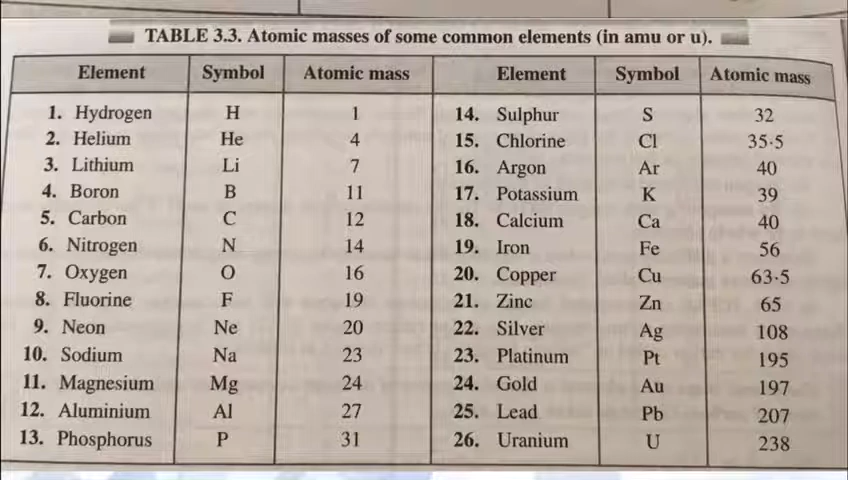 TABLE 3.3. Atomic masses of some common elements (in amu or u).
Element Symbol Atomic mass Element Symbol Atomic mass
1. Hydrogen H 1 14. Sulphur S 32
2. Helium He 4 15. Chlorine Cl 35·5
3. Lithium Li 7 16. Argon Ar 40
4. Boron B 11 17. Potassium K 39
5. Carbon C 12 18. Calcium Ca 40
6. Nitrogen N 14 19. Iron Fe 56
7. Oxygen O 16 20. Copper Cu 63·5
8. Fluorine F 19 21. Zinc Zn 65
9. Neon Ne 20 22. Silver Ag 108
10. Sodium Na 23 23. Platinum Pt 195
11. Magnesium Mg 24 24. Gold Au 197
12. Aluminium Al 27 25. Lead Pb 207
13. Phosphorus P 31 26. Uranium U 238